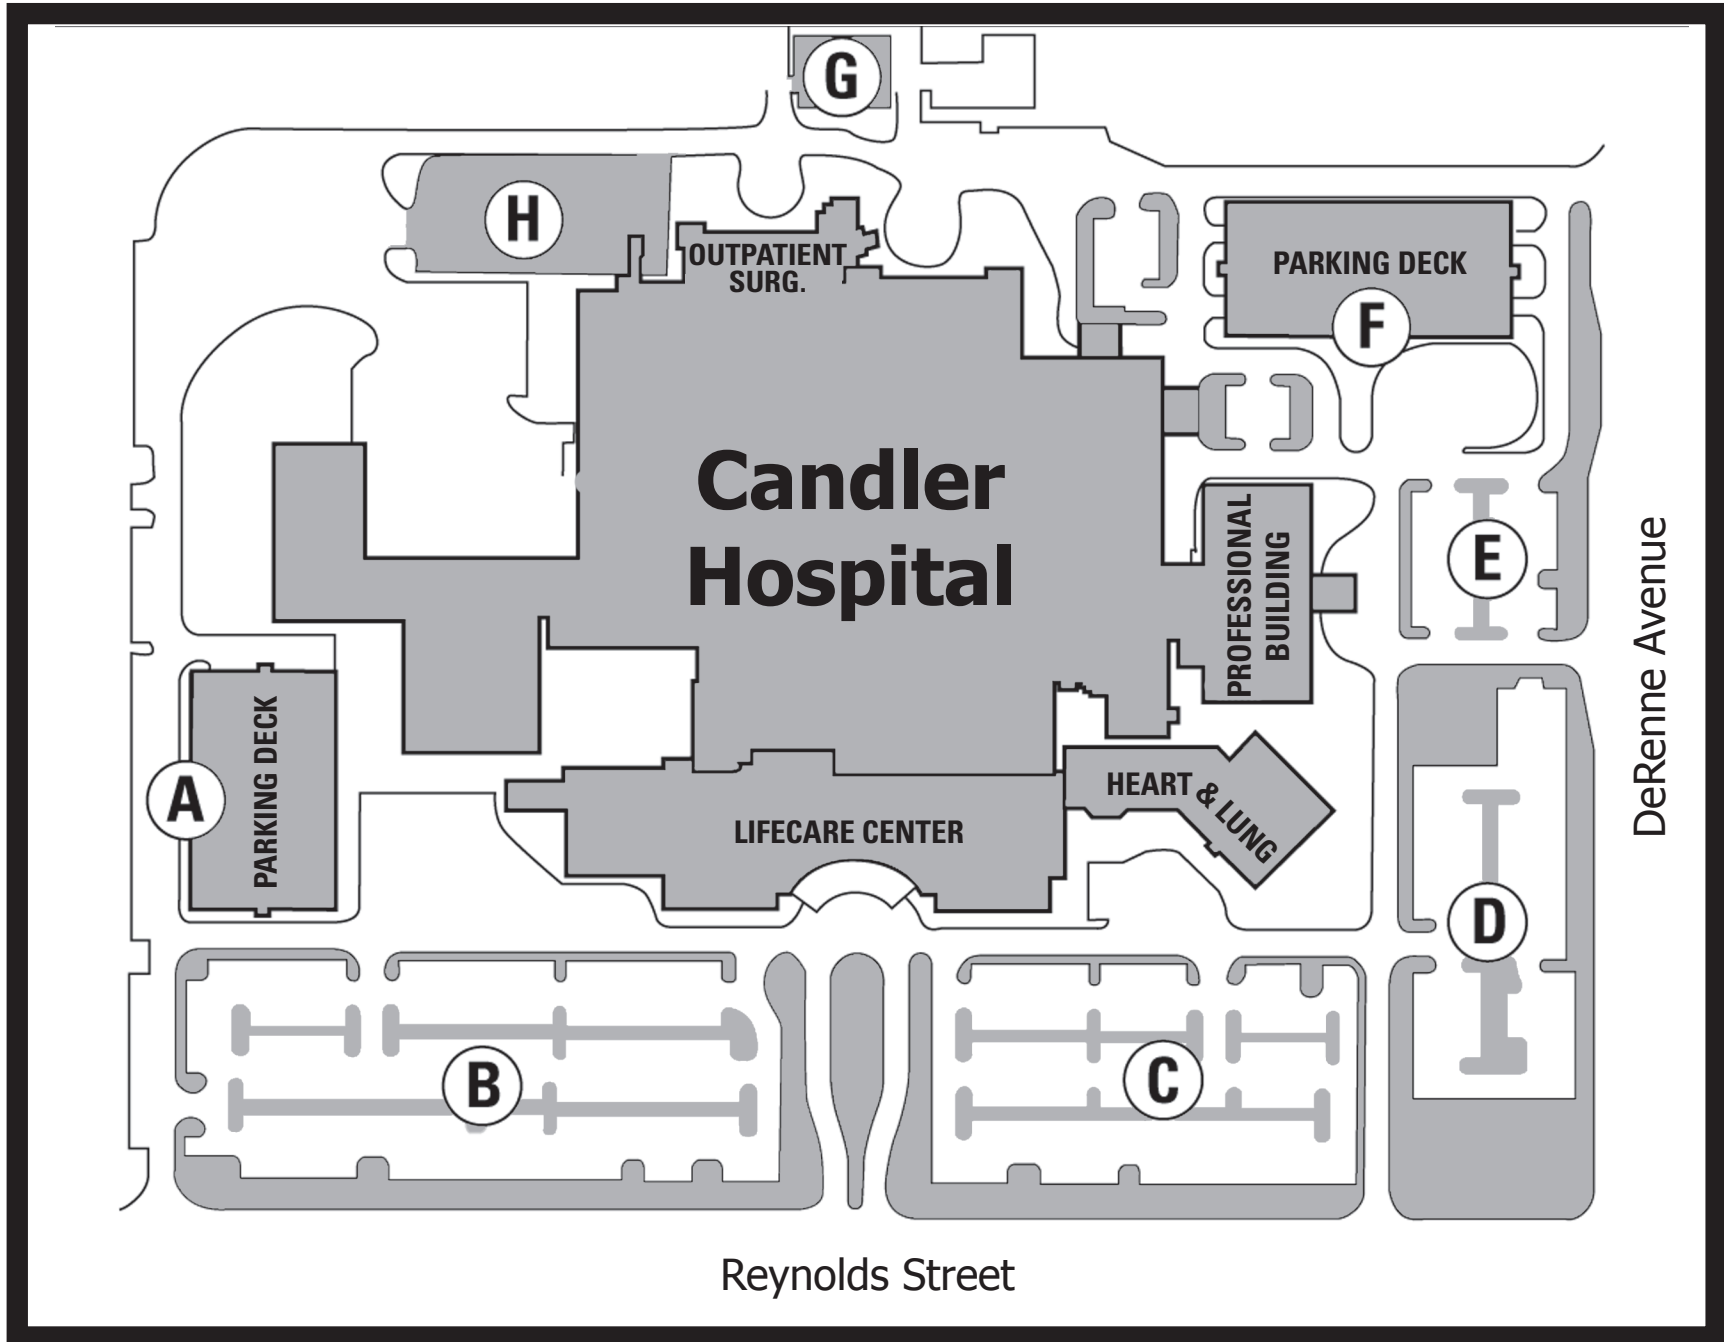 G
H
OUTPATIENT
SURG.
PARKING DECK
F
Candler
Hospital
PROFESSIONAL
BUILDING
E
DeRenne Avenue
PARKING DECK
A
HEART & LUNG
LIFECARE CENTER
D
B
C
Reynolds Street